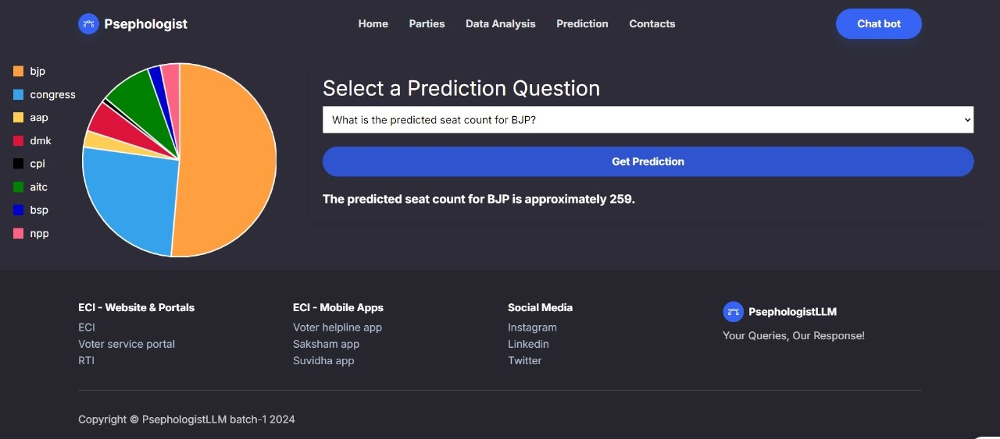 Psephologist
Home Parties Data Analysis Prediction Contacts
Chat bot
bjp
congress
aap
dmk
cpi
aitc
bsp
npp
Select a Prediction Question
What is the predicted seat count for BJP?
Get Prediction
The predicted seat count for BJP is approximately 259.
ECI - Website & Portals
ECI
Voter service portal
RTI
ECI - Mobile Apps
Voter helpline app
Saksham app
Suvidha app
Social Media
Instagram
Linkedin
Twitter
PsephologistLLM
Your Queries, Our Response!
Copyright © PsephologistLLM batch-1 2024